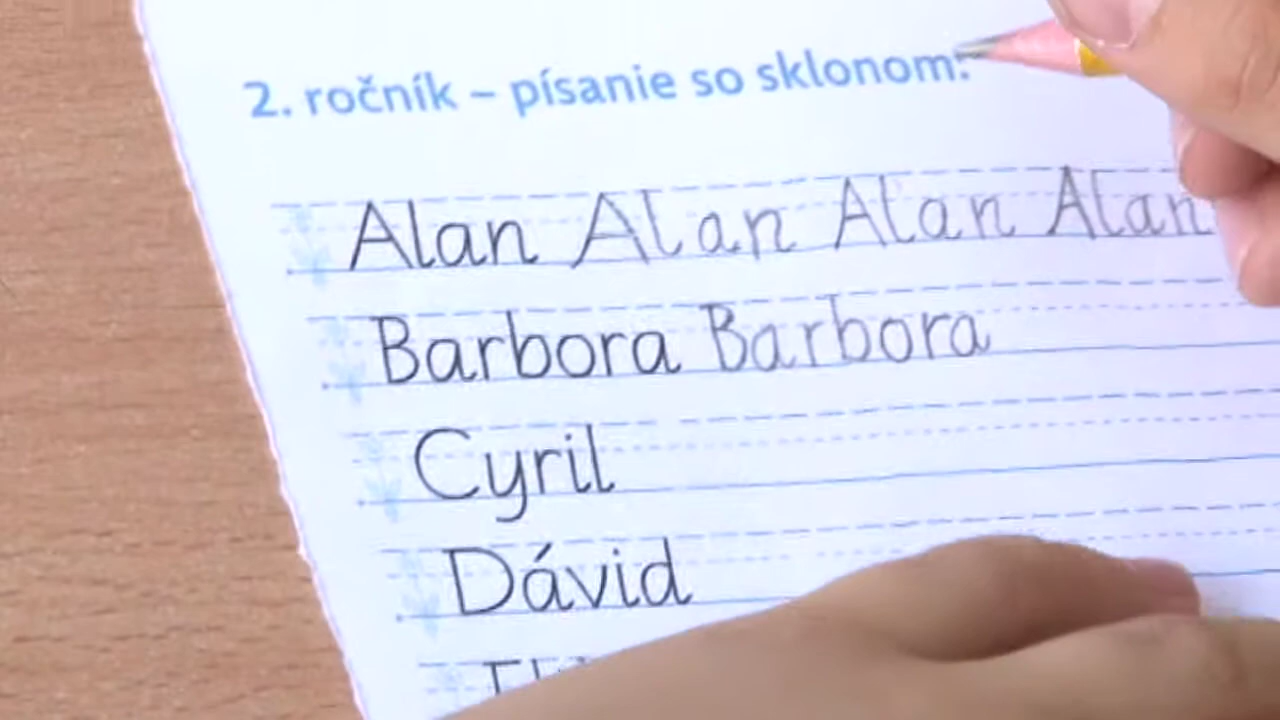 2. ročník – písanie so sklonom:
Alan Alan Alan Alan
Barbora Barbora
Cyril
Dávid